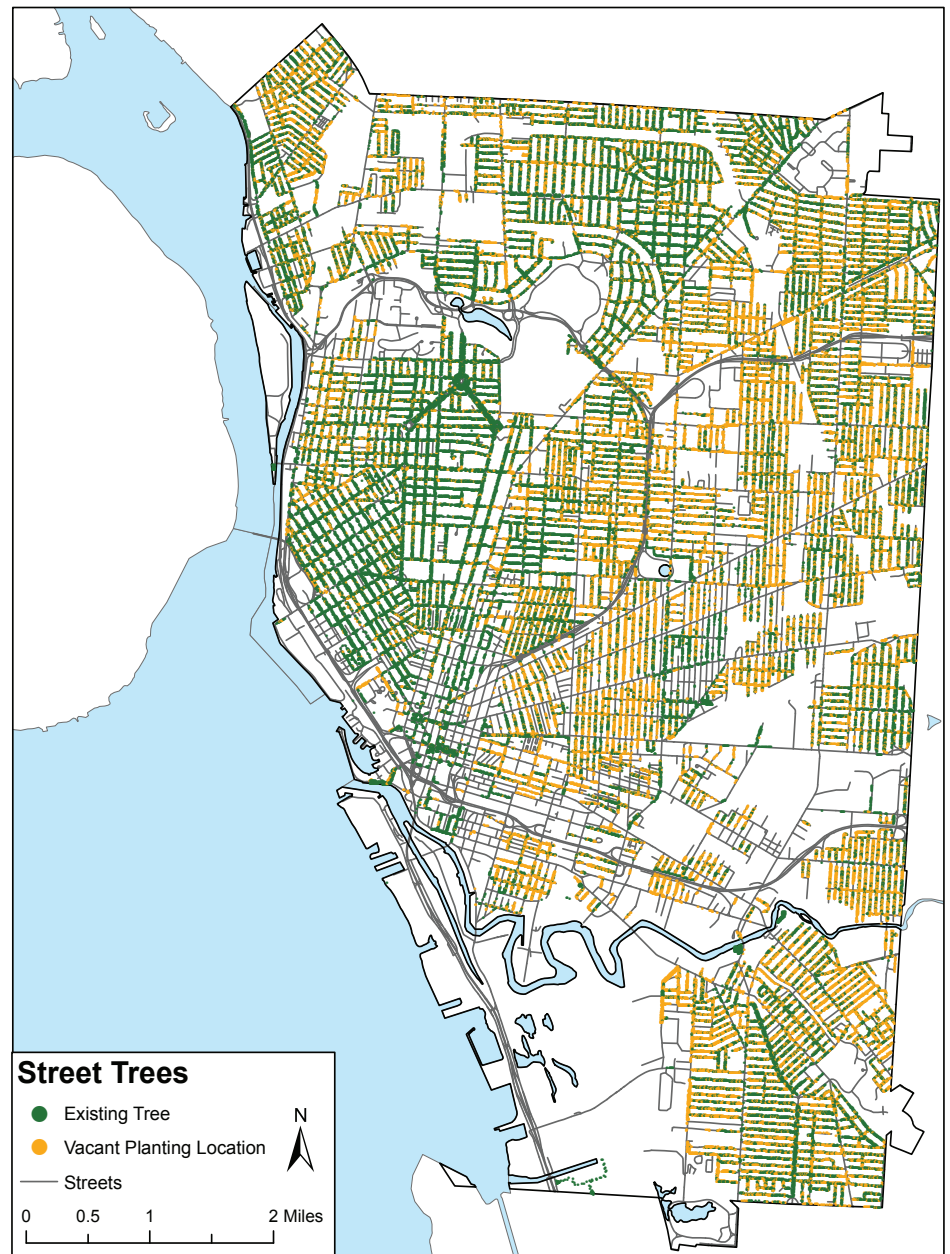 Street Trees
Existing Tree
N
Vacant Planting Location
Streets
0 0.5 1 2 Miles